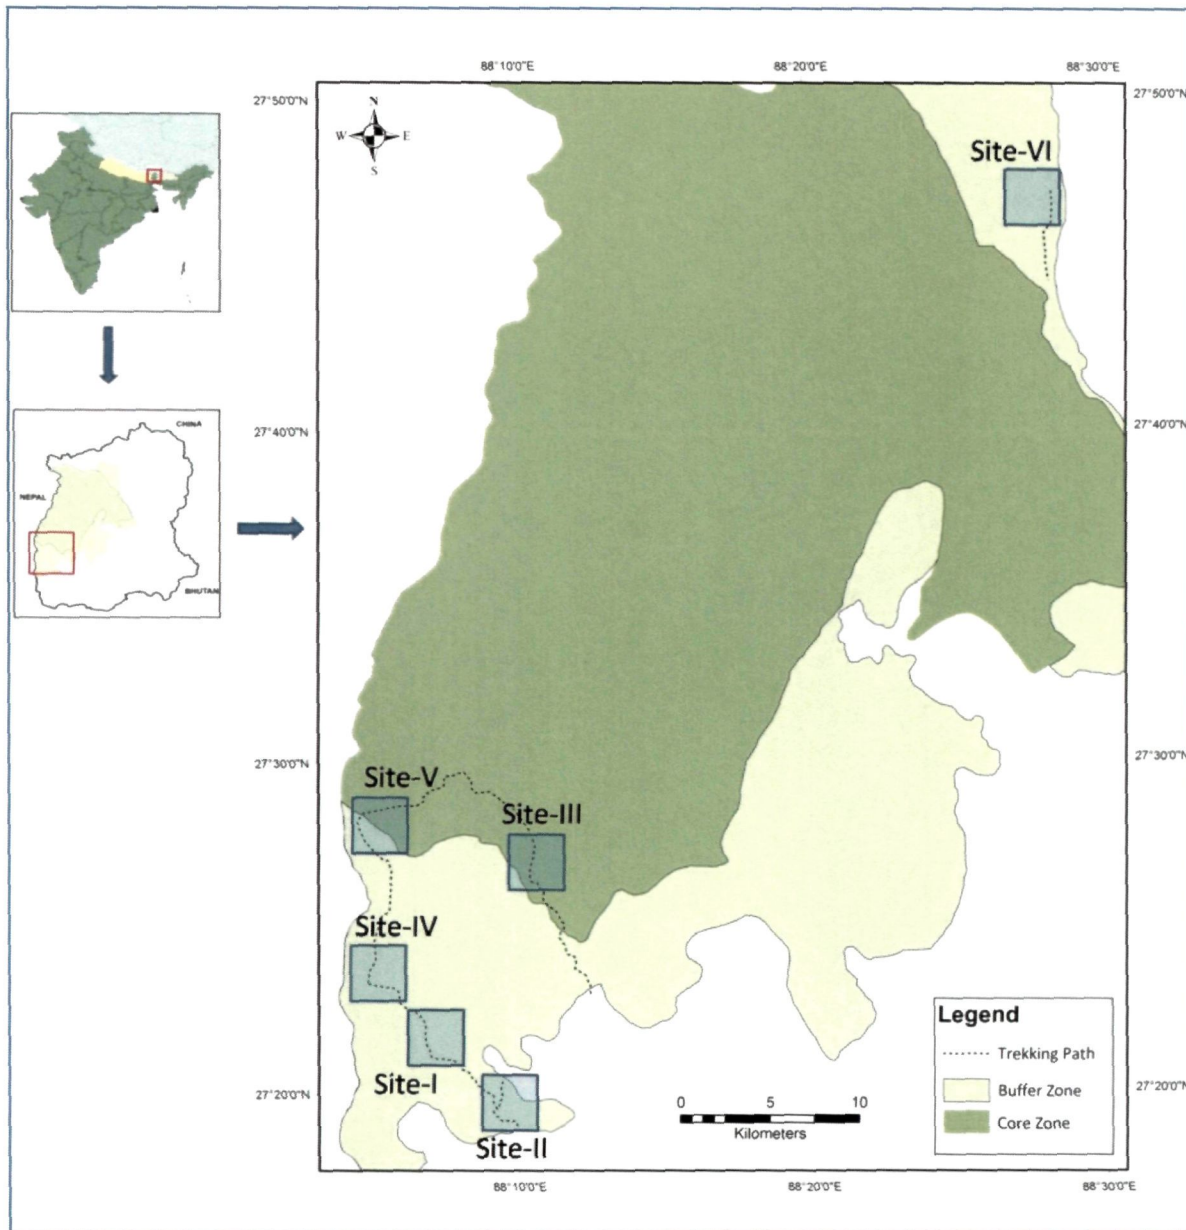 88°10'0"E
88°20'0"E
88°30'0"E
27°50'0"N
27°50'0"N
N
W
E
S
Site-VI
27°40'0"N
27°40'0"N
CHINA
NEPAL
BHUTAN
27°30'0"N
27°30'0"N
Site-V
Site-III
Site-IV
Site-I
Site-II
Legend
Trekking Path
Buffer Zone
Core Zone
0 5 10
Kilometers
27°20'0"N
27°20'0"N
88°10'0"E
88°20'0"E
88°30'0"E